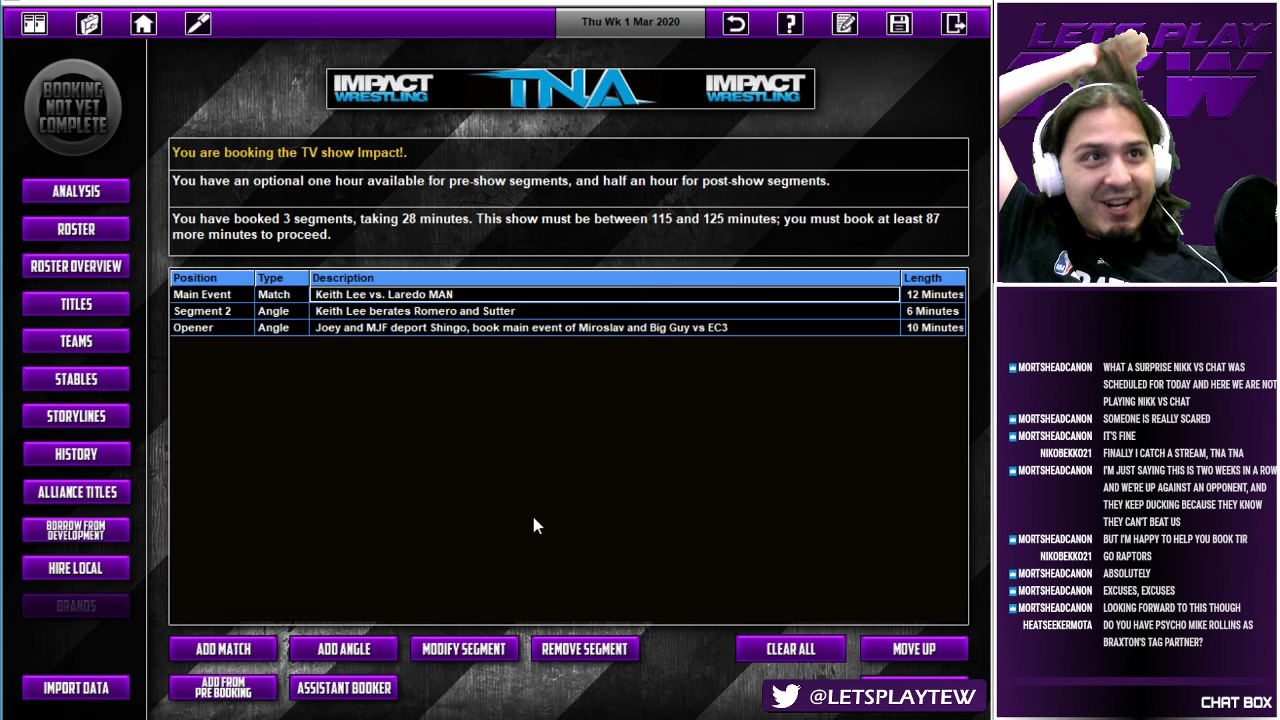 Thu Wk 1 Mar 2020
LETS PLAY
TEW
BOOKING
NOT YET
COMPLETE
IMPACT
WRESTLING
TNA
IMPACT
WRESTLING
You are booking the TV show Impact!.
You have an optional one hour available for pre-show segments, and half an hour for post-show segments.
You have booked 3 segments, taking 28 minutes. This show must be between 115 and 125 minutes; you must book at least 87
more minutes to proceed.
ANALYSIS
ROSTER
ROSTER OVERVIEW
TITLES
TEAMS
STABLES
STORYLINES
HISTORY
ALLIANCE TITLES
BORROW FROM
DEVELOPMENT
HIRE LOCAL
BRANDS
IMPORT DATA
Position Type Description Length
Main Event Match Keith Lee vs. Laredo MAN 12 Minutes
Segment 2 Angle Keith Lee berates Romero and Sutter 6 Minutes
Opener Angle Joey and MJF deport Shingo, book main event of Miroslav and Big Guy vs EC3 10 Minutes
ADD MATCH ADD ANGLE MODIFY SEGMENT REMOVE SEGMENT CLEAR ALL MOVE UP
ADD FROM
PRE BOOKING
ASSISTANT BOOKER
@LETSPLAYTEW
MORTSHEADCANON WHAT A SURPRISE NIKK VS CHAT WAS
SCHEDULED FOR TODAY AND HERE WE ARE NOT
PLAYING NIKK VS CHAT
MORTSHEADCANON SOMEONE IS REALLY SCARED
MORTSHEADCANON IT'S FINE
NIKOBEKKO21 FINALLY I CATCH A STREAM, TNA TNA
MORTSHEADCANON I'M JUST SAYING THIS IS TWO WEEKS IN A ROW
AND WE'RE UP AGAINST AN OPPONENT, AND
THEY KEEP DUCKING BECAUSE THEY KNOW
THEY CAN'T BEAT US
MORTSHEADCANON BUT I'M HAPPY TO HELP YOU BOOK TIR
NIKOBEKKO21 GO RAPTORS
MORTSHEADCANON ABSOLUTELY
MORTSHEADCANON EXCUSES, EXCUSES
MORTSHEADCANON LOOKING FORWARD TO THIS THOUGH
HEATSEEKERMOTA DO YOU HAVE PSYCHO MIKE ROLLINS AS
BRAXTON'S TAG PARTNER?
CHAT BOX